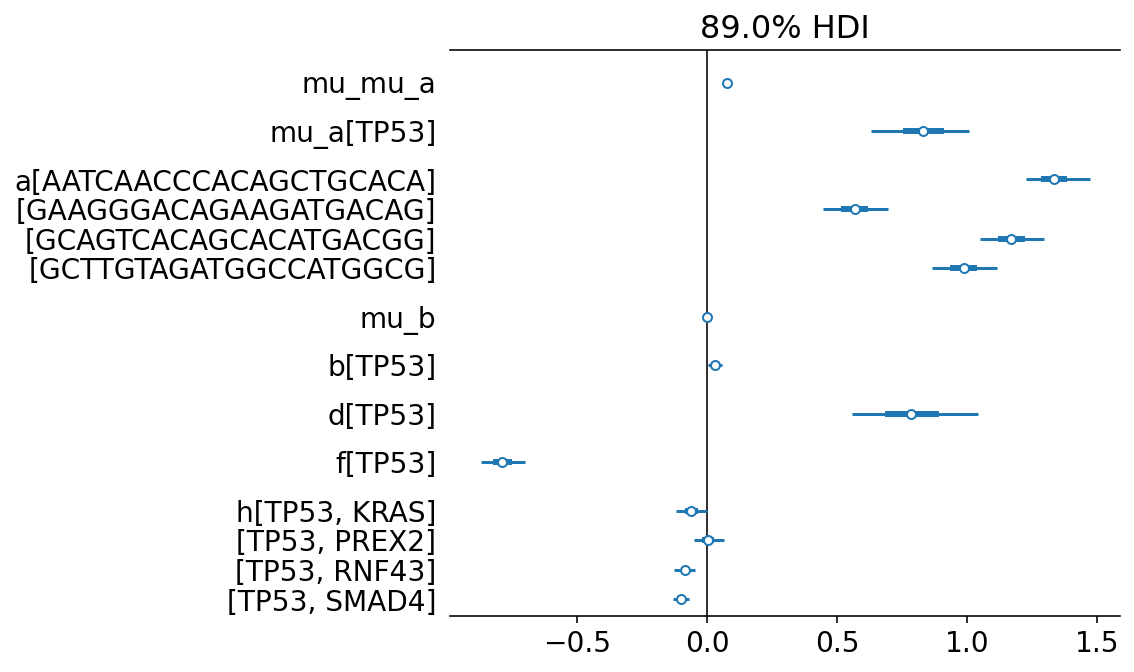 89.0% HDI
mu_mu_a
mu_a[TP53]
a[AATCAACCCACAGCTGCACA]
[GAAGGGACAGAAGATGACAG]
[GCAGTCACAGCACATGACGG]
[GCTTGTAGATGGCCATGGCG]
mu_b
b[TP53]
d[TP53]
f[TP53]
h[TP53, KRAS]
[TP53, PREX2]
[TP53, RNF43]
[TP53, SMAD4]
−0.5 0.0 0.5 1.0 1.5